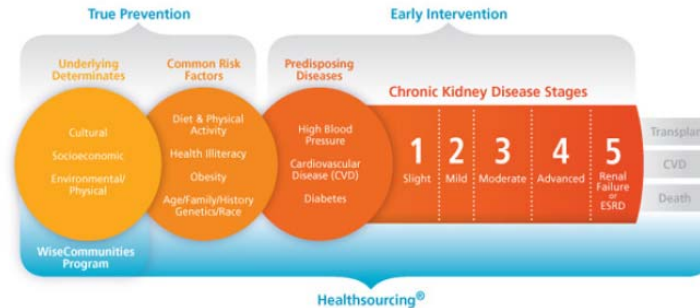 True Prevention
Early Intervention
Underlying
Determinates
Cultural
Socioeconomic
Environmental/
Physical
WiseCommunities
Program
Common Risk
Factors
Diet & Physical
Activity
Health Illiteracy
Obesity
Age/Family/History
Genetics/Race
Predisposing
Diseases
High Blood
Pressure
Cardiovascular
Disease (CVD)
Diabetes
Chronic Kidney Disease Stages
1
Slight
2
Mild
3
Moderate
4
Advanced
5
Renal
Failure
or
ESRD
Transplan
CVD
Death
Healthsourcing®